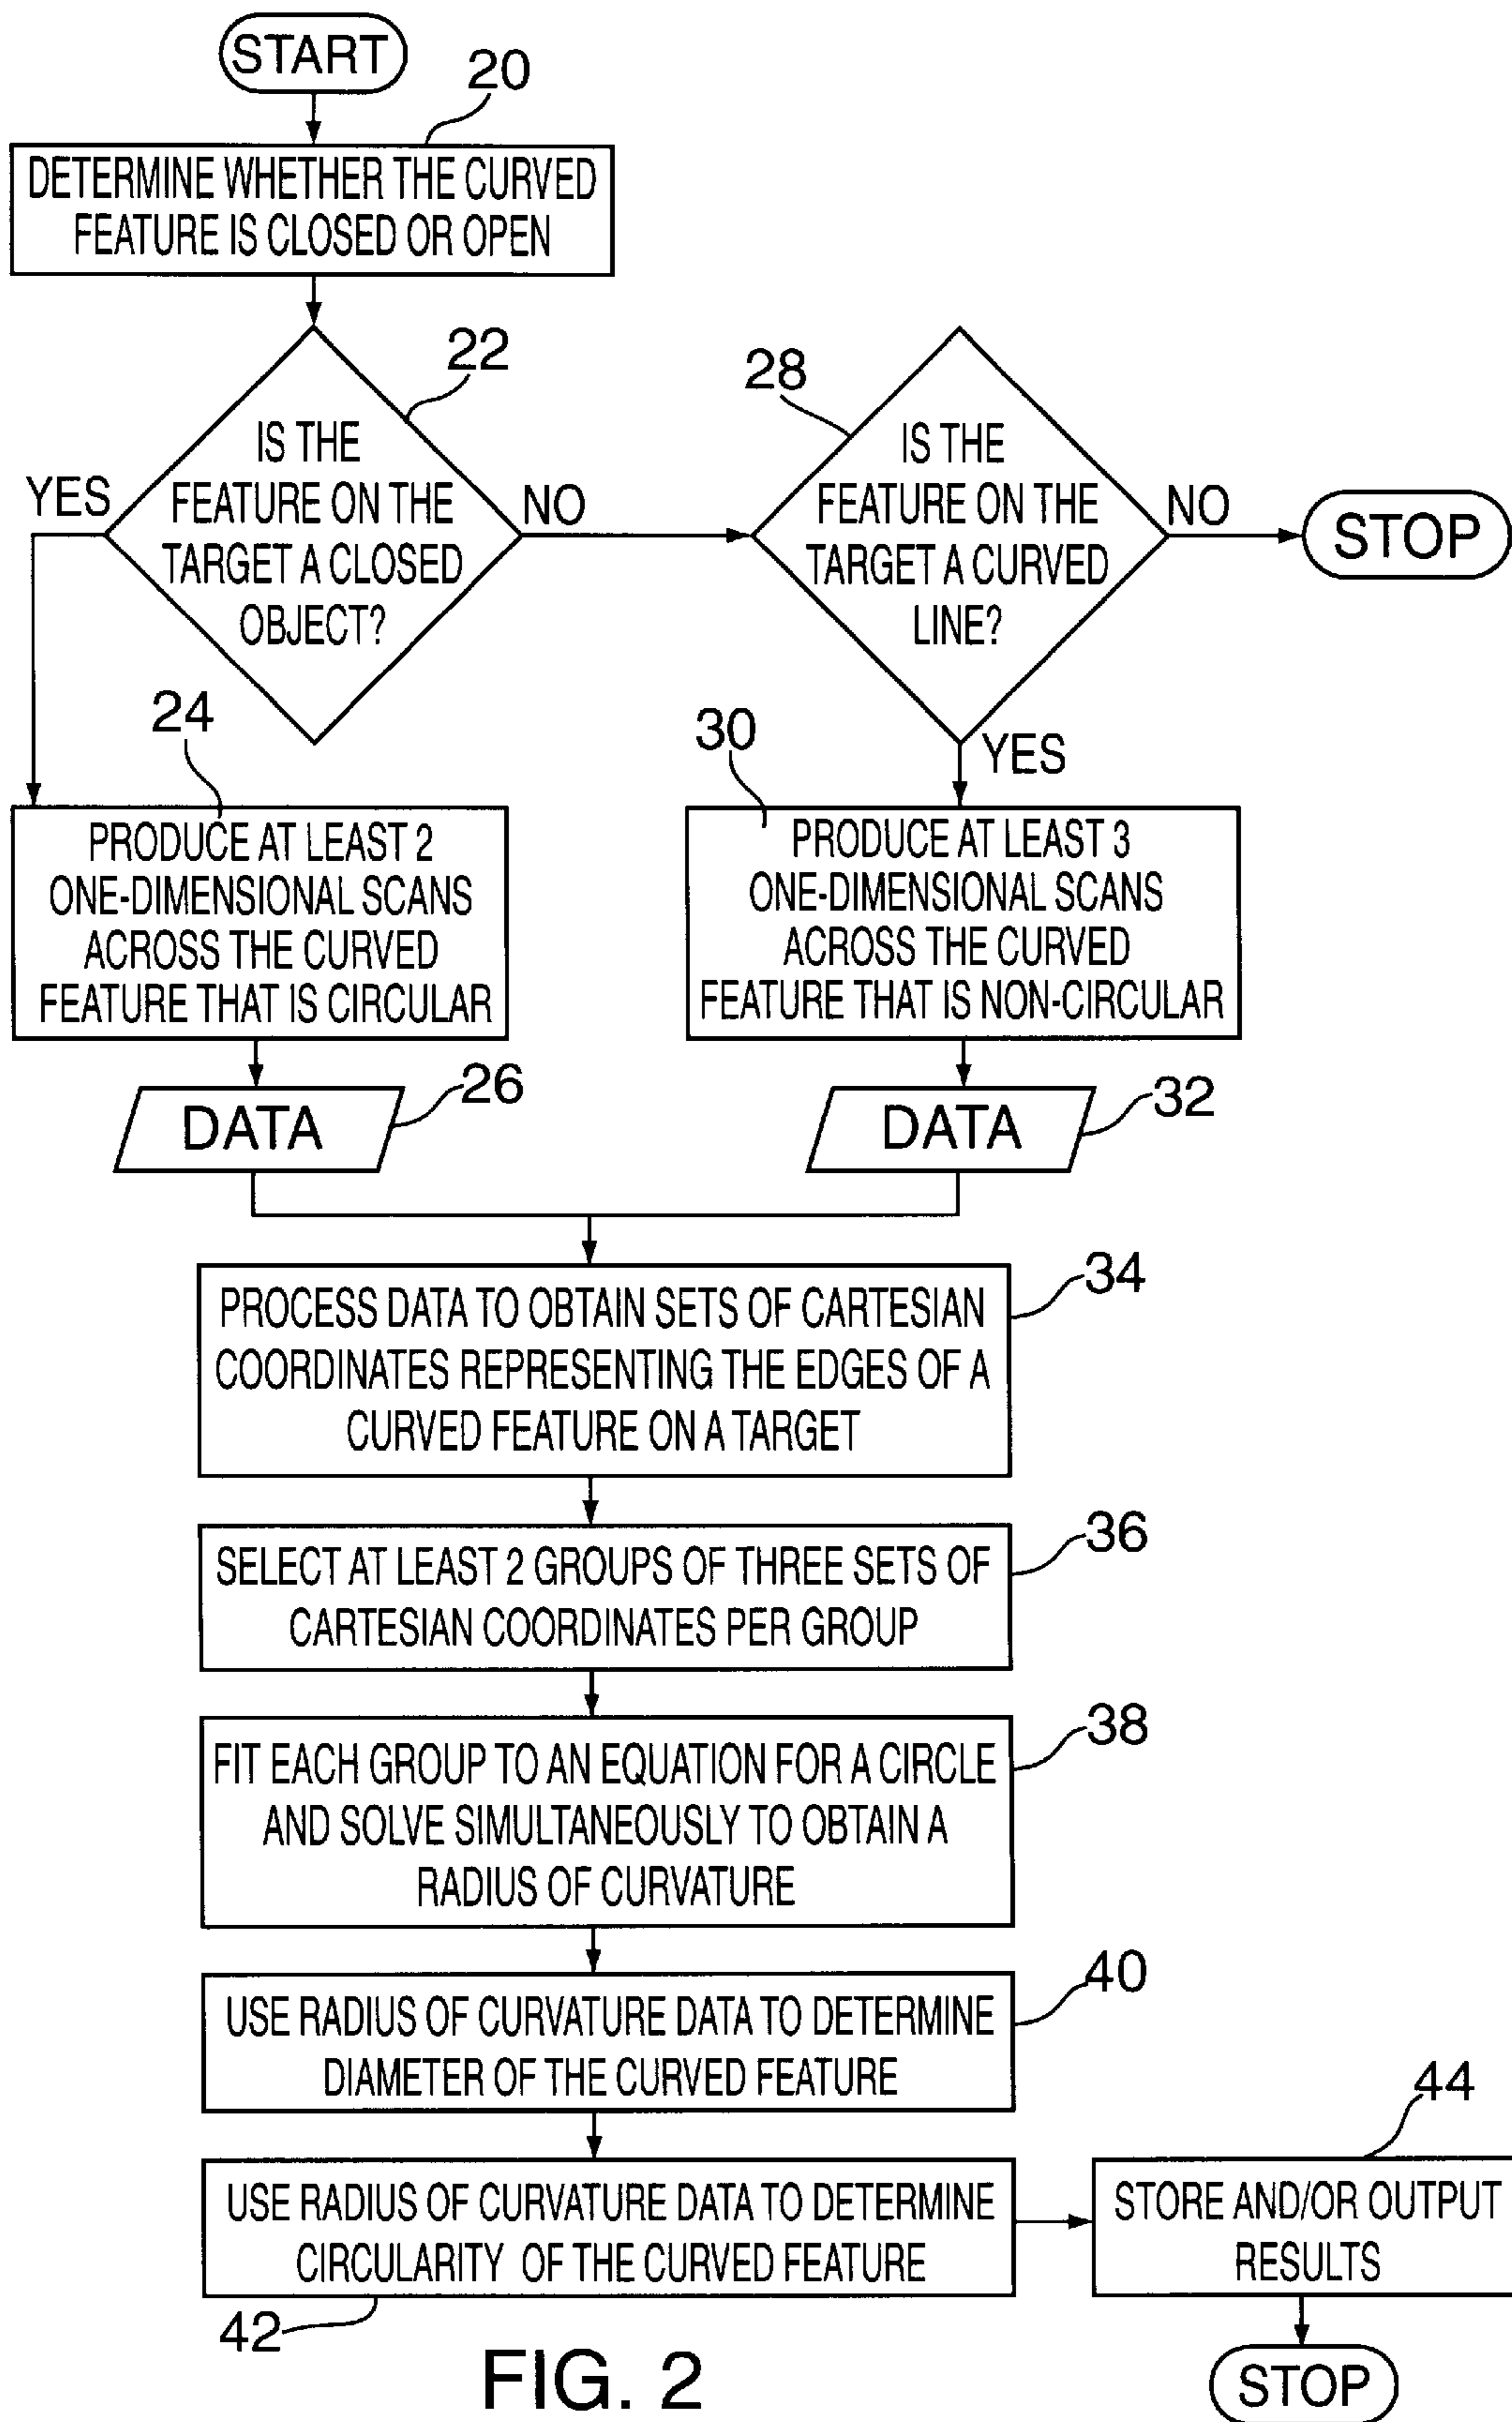 START
20
DETERMINE WHETHER THE CURVED
FEATURE IS CLOSED OR OPEN
22
IS THE
FEATURE ON THE
TARGET A CLOSED
OBJECT?
YES
NO
28
IS THE
FEATURE ON THE
TARGET A CURVED
LINE?
NO
STOP
YES
24
PRODUCE AT LEAST 2
ONE-DIMENSIONAL SCANS
ACROSS THE CURVED
FEATURE THAT IS CIRCULAR
30
PRODUCE AT LEAST 3
ONE-DIMENSIONAL SCANS
ACROSS THE CURVED
FEATURE THAT IS NON-CIRCULAR
DATA
26
DATA
32
34
PROCESS DATA TO OBTAIN SETS OF CARTESIAN
COORDINATES REPRESENTING THE EDGES OF A
CURVED FEATURE ON A TARGET
36
SELECT AT LEAST 2 GROUPS OF THREE SETS OF
CARTESIAN COORDINATES PER GROUP
38
FIT EACH GROUP TO AN EQUATION FOR A CIRCLE
AND SOLVE SIMULTANEOUSLY TO OBTAIN A
RADIUS OF CURVATURE
40
USE RADIUS OF CURVATURE DATA TO DETERMINE
DIAMETER OF THE CURVED FEATURE
USE RADIUS OF CURVATURE DATA TO DETERMINE
CIRCULARITY OF THE CURVED FEATURE
42
44
STORE AND/OR OUTPUT
RESULTS
STOP
FIG. 2